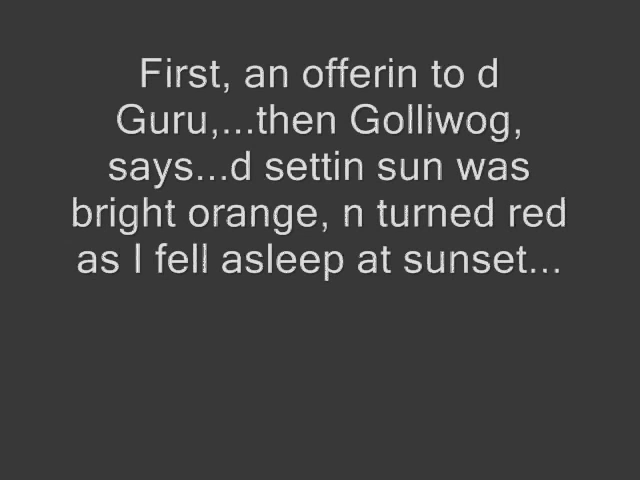 First, an offerin to d
Guru,...then Golliwog,
says...d settin sun was
bright orange, n turned red
as I fell asleep at sunset...